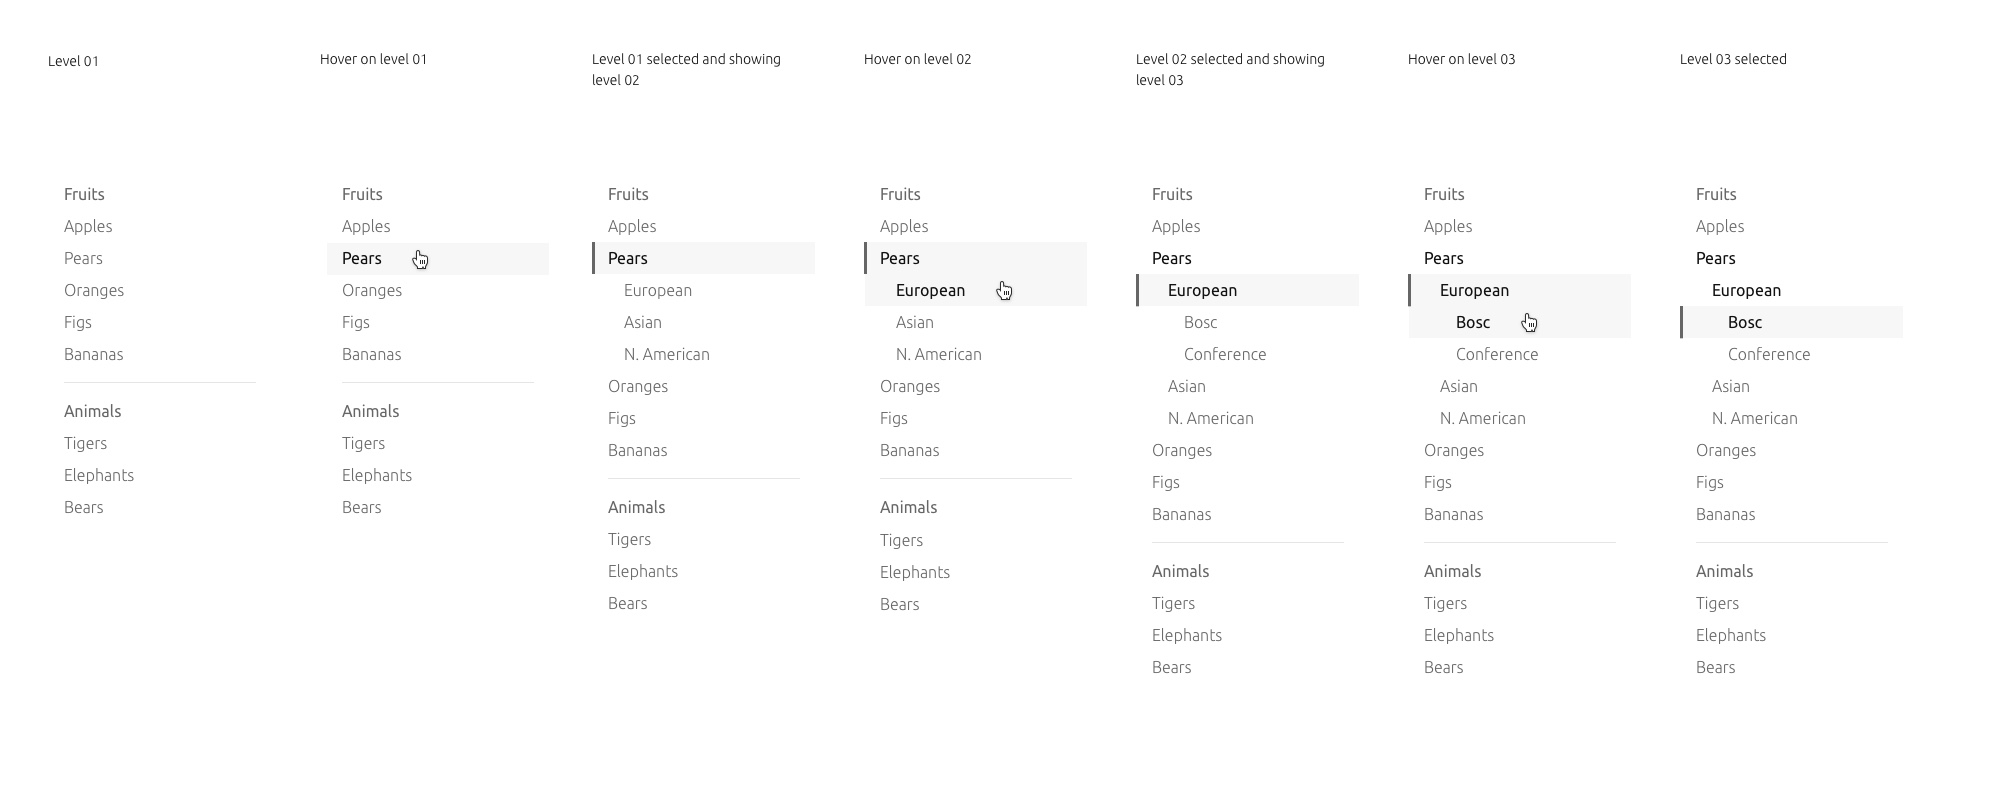 Level 01
Hover on level 01
Level 01 selected and showing
level 02
Hover on level 02
Level 02 selected and showing
level 03
Hover on level 03
Level 03 selected
Fruits
Apples
Pears
Oranges
Figs
Bananas
Animals
Tigers
Elephants
Bears
Fruits
Apples
Pears
Oranges
Figs
Bananas
Animals
Tigers
Elephants
Bears
Fruits
Apples
Pears
European
Asian
N. American
Oranges
Figs
Bananas
Animals
Tigers
Elephants
Bears
Fruits
Apples
Pears
European
Asian
N. American
Oranges
Figs
Bananas
Animals
Tigers
Elephants
Bears
Fruits
Apples
Pears
European
Bosc
Conference
Asian
N. American
Oranges
Figs
Bananas
Animals
Tigers
Elephants
Bears
Fruits
Apples
Pears
European
Bosc
Conference
Asian
N. American
Oranges
Figs
Bananas
Animals
Tigers
Elephants
Bears
Fruits
Apples
Pears
European
Bosc
Conference
Asian
N. American
Oranges
Figs
Bananas
Animals
Tigers
Elephants
Bears